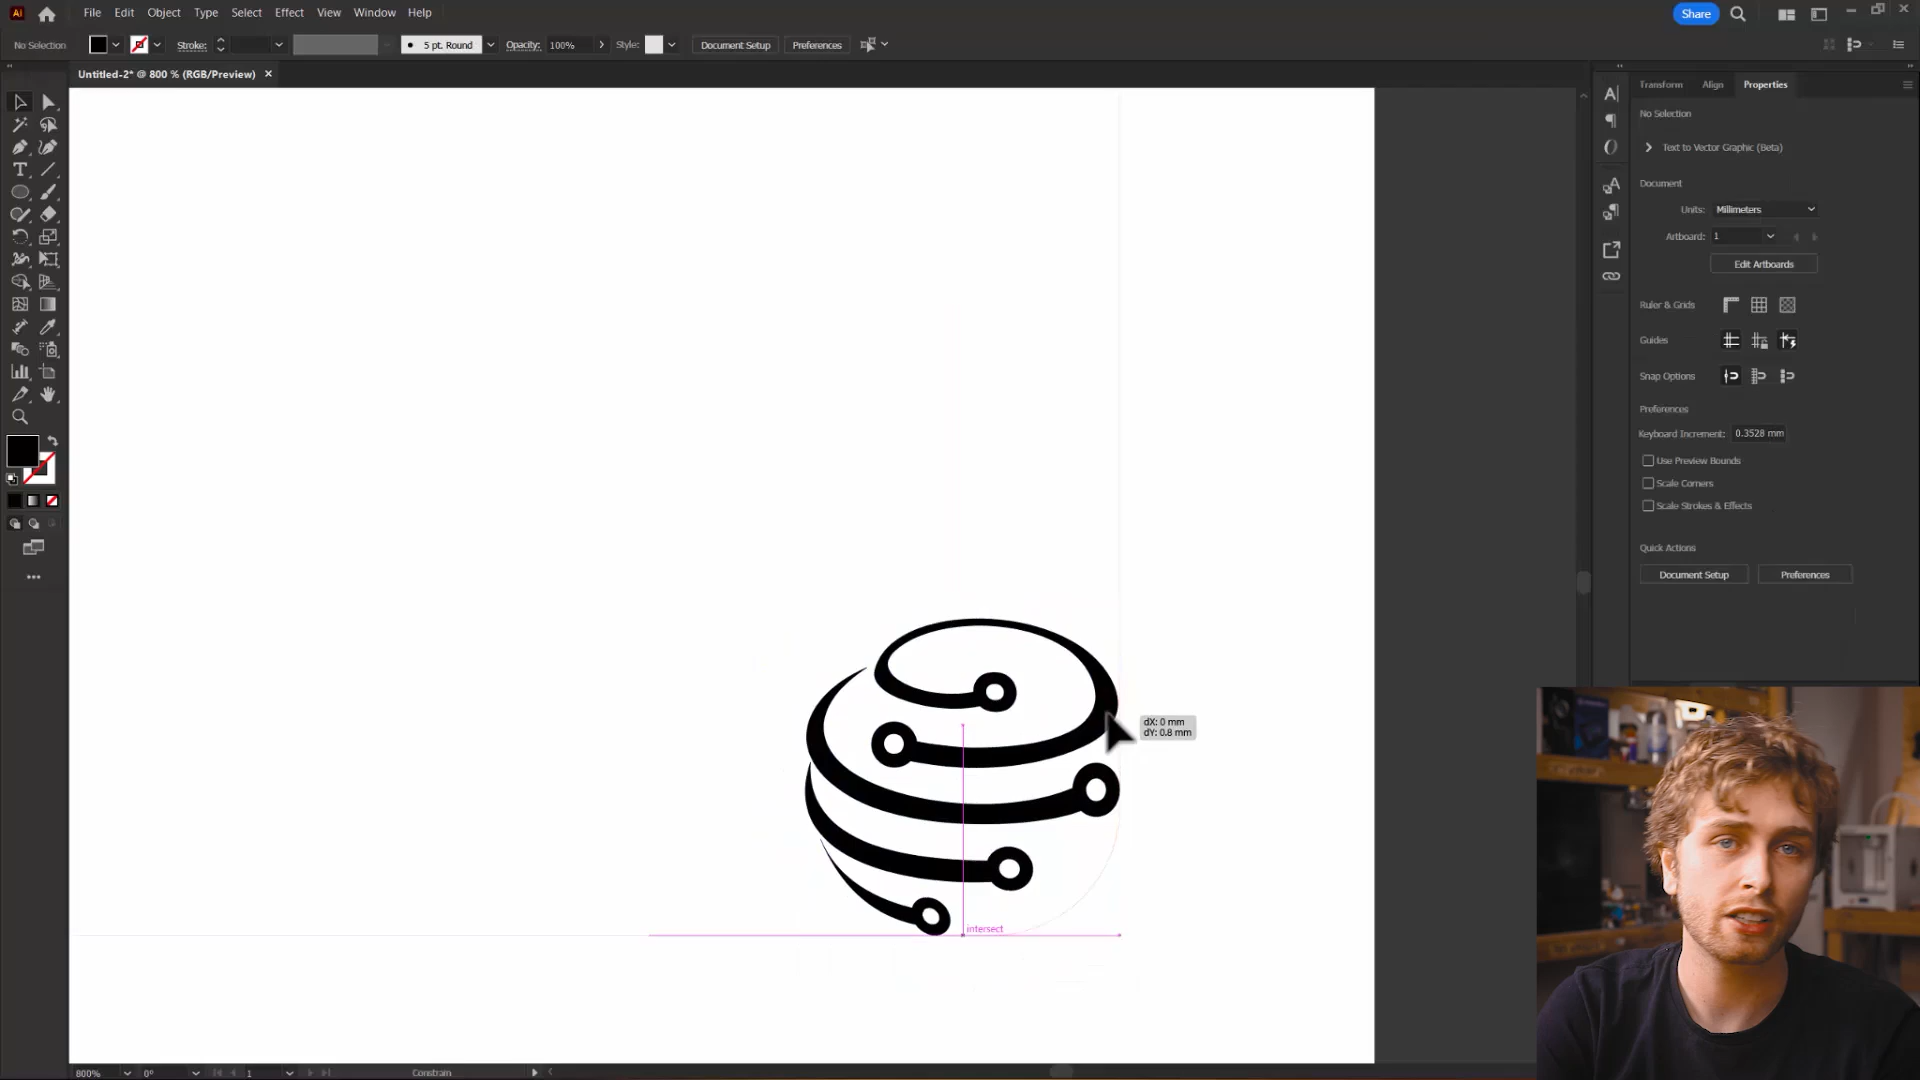 Ai File Edit Object Type Select Effect View Window Help Share
No Selection Stroke: 5 pt. Round Opacity: 100% Style: Document Setup Preferences
Untitled-2* @ 800 % (RGB/Preview)
Transform Align Properties
No Selection
Text to Vector Graphic (Beta)
Document
Units: Millimeters
Artboard: 1
Edit Artboards
Ruler & Grids
Guides
Snap Options
Preferences
Keyboard Increment: 0.3528 mm
Use Preview Bounds
Scale Corners
Scale Strokes & Effects
Quick Actions
Document Setup Preferences
dX: 0 mm
dY: 0.8 mm
intersect
800% 0° 1 Constrain